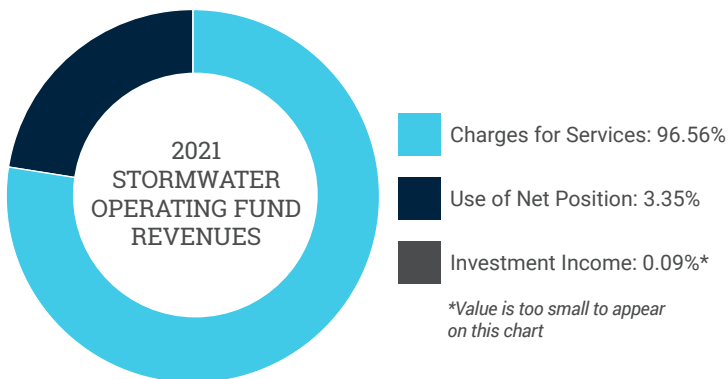 2021
STORMWATER
OPERATING FUND
REVENUES
Charges for Services: 96.56%
Use of Net Position: 3.35%
Investment Income: 0.09%*
*Value is too small to appear
on this chart